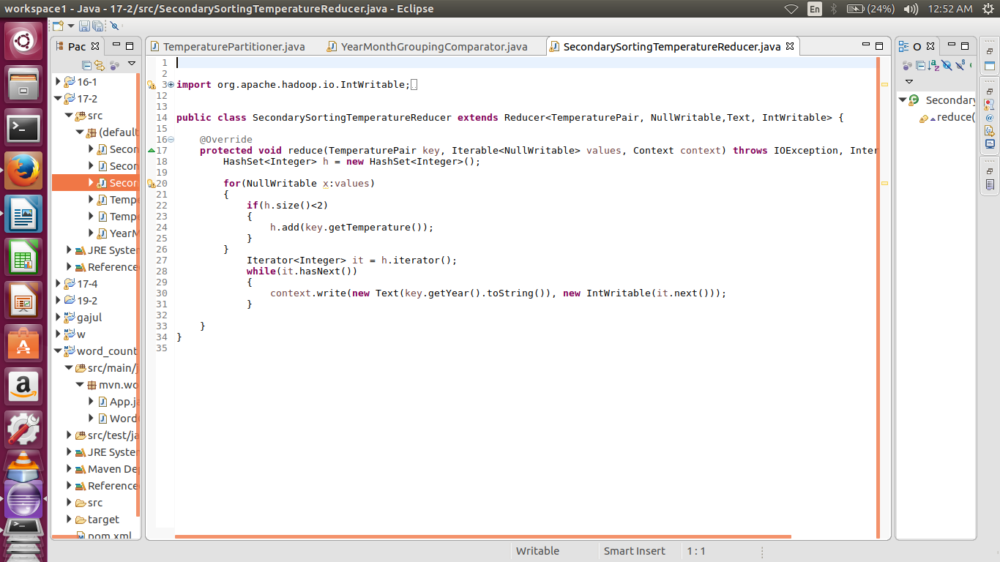 workspace1 - Java - 17-2/src/SecondarySortingTemperatureReducer.java - Eclipse
En
(24%)
12:52 AM
Pac
TemperaturePartitioner.java
YearMonthGroupingComparator.java
SecondarySortingTemperatureReducer.java
O
16-1
17-2
src
(default
Secon
Secon
Secon
Tempe
Tempe
YearM
JRE System
Reference
17-4
19-2
gajul
w
word_count
src/main/j
mvn.wo
App.ja
Word
src/test/ja
JRE System
Maven De
Reference
src
target
pom.xml
1
2
3 import org.apache.hadoop.io.IntWritable;
12
13
14 public class SecondarySortingTemperatureReducer extends Reducer<TemperaturePair, NullWritable,Text, IntWritable> {
15
16 @Override
17 protected void reduce(TemperaturePair key, Iterable<NullWritable> values, Context context) throws IOException, Inter
18 HashSet<Integer> h = new HashSet<Integer>();
19
20 for(NullWritable x:values)
21 {
22 if(h.size()<2)
23 {
24 h.add(key.getTemperature());
25 }
26 }
27 Iterator<Integer> it = h.iterator();
28 while(it.hasNext())
29 {
30 context.write(new Text(key.getYear().toString()), new IntWritable(it.next()));
31 }
32
33 }
34 }
35
Secondary
reduce(
Writable
Smart Insert
1 : 1